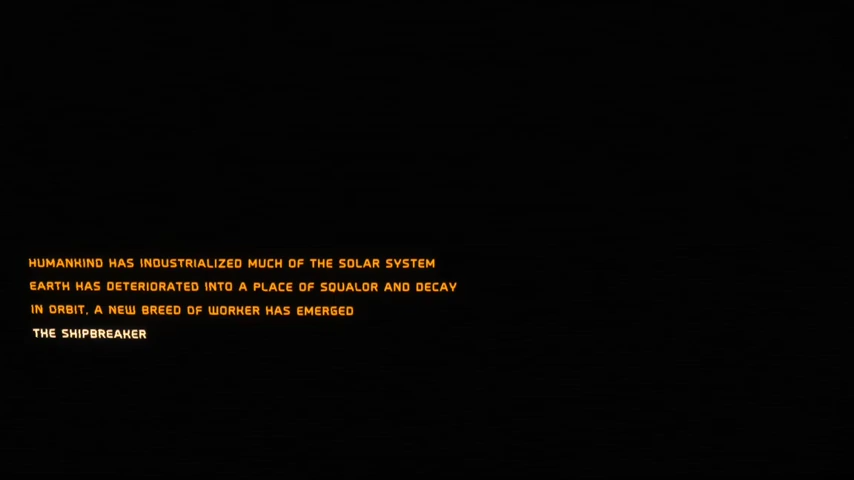 HUMANKIND HAS INDUSTRIALIZED MUCH OF THE SOLAR SYSTEM
EARTH HAS DETERIORATED INTO A PLACE OF SQUALOR AND DECAY
IN ORBIT, A NEW BREED OF WORKER HAS EMERGED
THE SHIPBREAKER